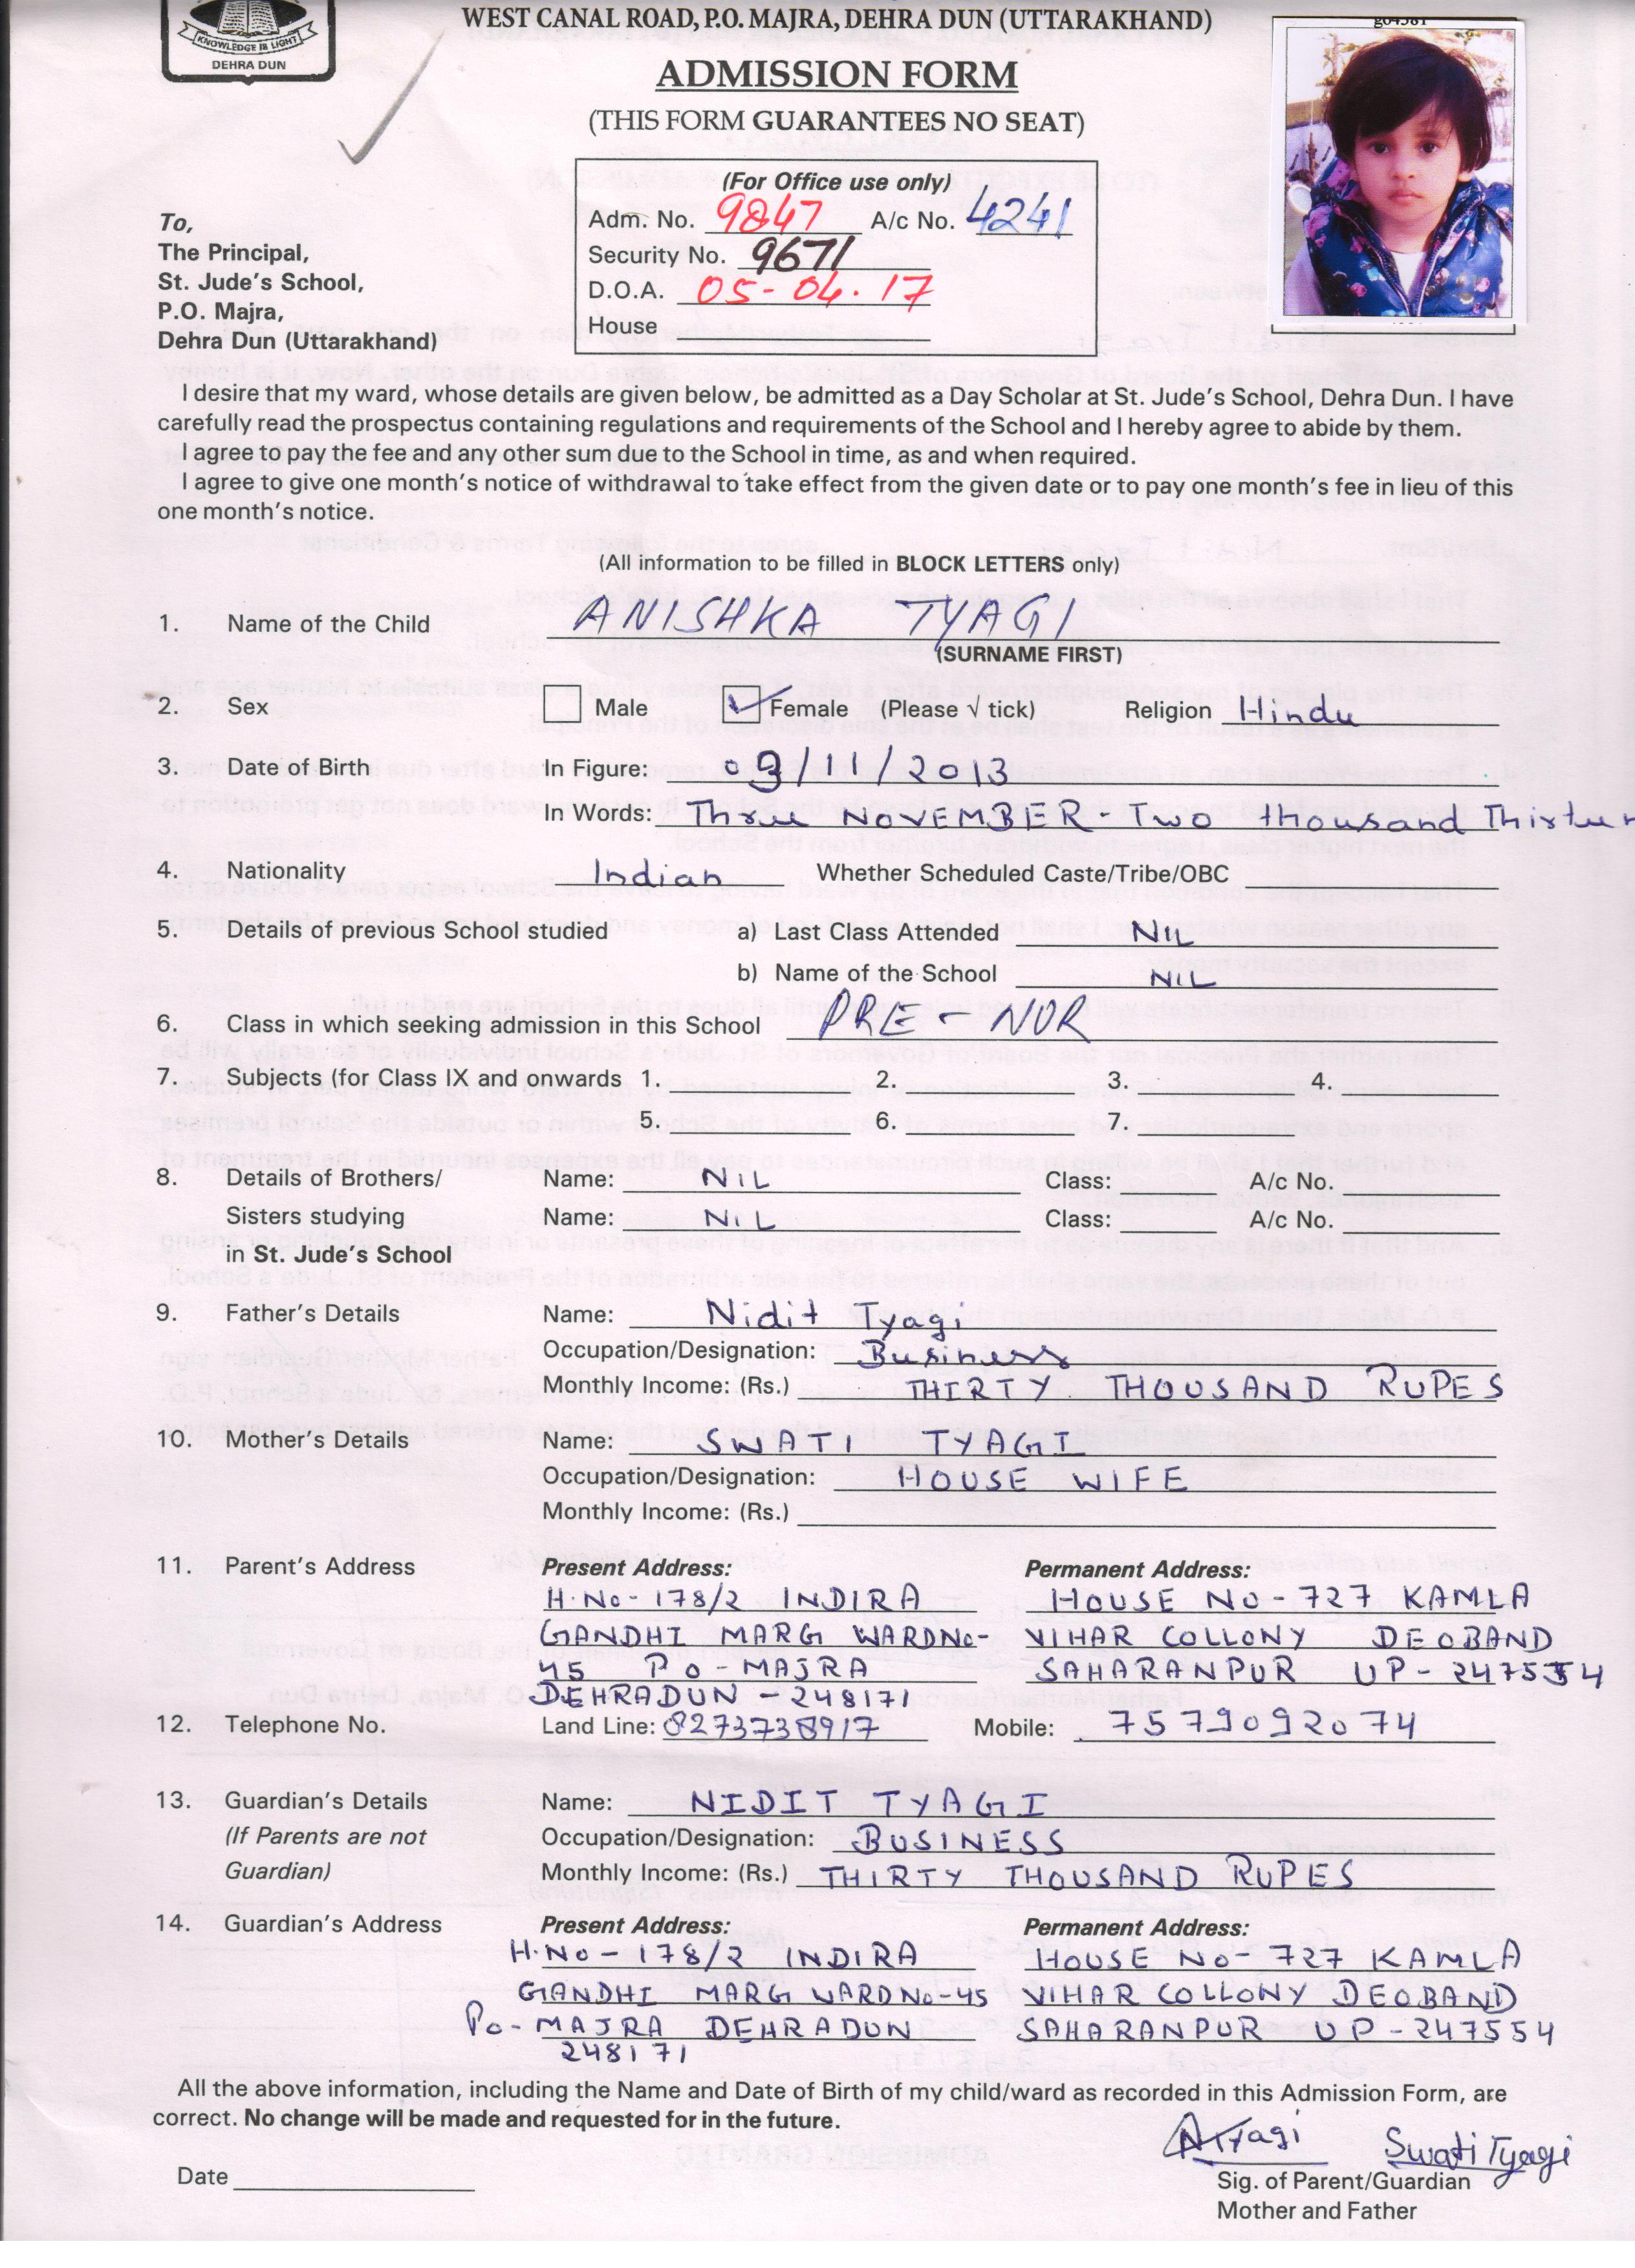 KNOWLEDGE IS LIGHT
DEHRA DUN
WEST CANAL ROAD, P.O. MAJRA, DEHRA DUN (UTTARAKHAND)
ADMISSION FORM
(THIS FORM GUARANTEES NO SEAT)
(For Office use only)
Adm. No. 9847 A/c No. 4241
Security No. 9671
D.O.A. 05-04.17
House
To,
The Principal,
St. Jude's School,
P.O. Majra,
Dehra Dun (Uttarakhand)
I desire that my ward, whose details are given below, be admitted as a Day Scholar at St. Jude's School, Dehra Dun. I have
carefully read the prospectus containing regulations and requirements of the School and I hereby agree to abide by them.
I agree to pay the fee and any other sum due to the School in time, as and when required.
I agree to give one month's notice of withdrawal to take effect from the given date or to pay one month's fee in lieu of this
one month's notice.
(All information to be filled in BLOCK LETTERS only)
1. Name of the Child ANISHKA TYAGI
(SURNAME FIRST)
2. Sex Male Female (Please √ tick) Religion Hindu
3. Date of Birth In Figure: 03/11/2013
In Words: Three NOVEMBER - Two thousand Thirteen
4. Nationality Indian Whether Scheduled Caste/Tribe/OBC
5. Details of previous School studied a) Last Class Attended NIL
b) Name of the School NIL
6. Class in which seeking admission in this School PRE - NUR
7. Subjects (for Class IX and onwards 1. 2. 3. 4.
5. 6. 7.
8. Details of Brothers/ Name: NIL Class: A/c No.
Sisters studying Name: NIL Class: A/c No.
in St. Jude's School
9. Father's Details Name: Nidit Tyagi
Occupation/Designation: Business
Monthly Income: (Rs.) THIRTY THOUSAND RUPES
10. Mother's Details Name: SWATI TYAGI
Occupation/Designation: HOUSE WIFE
Monthly Income: (Rs.)
11. Parent's Address Present Address: Permanent Address:
H.No- 178/2 INDIRA HOUSE NO-727 KAMLA
GANDHI MARG WARDNo- VIHAR COLLONY DEOBAND
45 PO-MAJRA SAHARANPUR UP-247554
DEHRADUN - 248171
12. Telephone No. Land Line: 8273738917 Mobile: 7579092074
13. Guardian's Details Name: NIDIT TYAGI
(If Parents are not Occupation/Designation: BUSINESS
Guardian) Monthly Income: (Rs.) THIRTY THOUSAND RUPES
14. Guardian's Address Present Address: Permanent Address:
H.No - 178/2 INDIRA HOUSE No- 727 KAMLA
GANDHI MARG WARDNo-45 VIHAR COLLONY DEOBAND
Po-MAJRA DEHRADUN SAHARANPUR UP-247554
248171
All the above information, including the Name and Date of Birth of my child/ward as recorded in this Admission Form, are
correct. No change will be made and requested for in the future.
NTyagi Swati Tyagi
Date Sig. of Parent/Guardian
Mother and Father